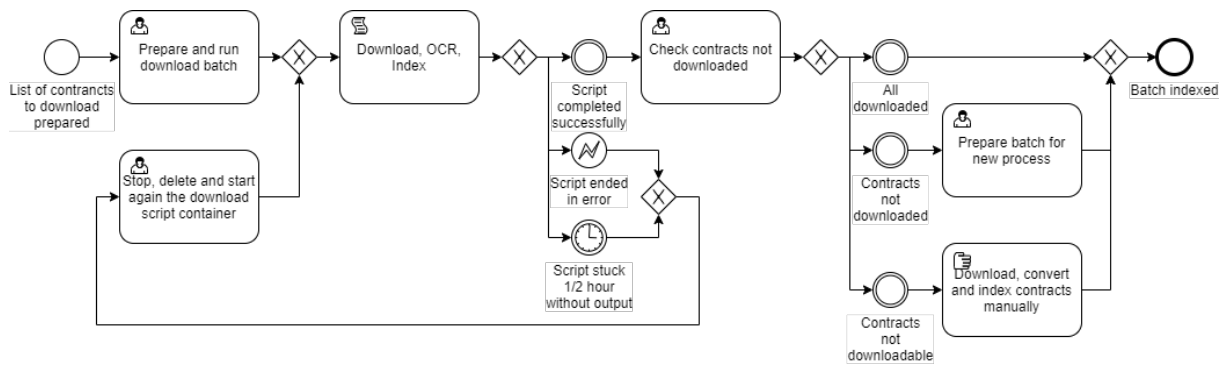 Prepare and run
download batch
List of contrancts
to download
prepared
Stop, delete and start
again the download
script container
Download, OCR,
Index
Script
completed
successfully
Script ended
in error
Script stuck
1/2 hour
without output
Check contracts not
downloaded
All
downloaded
Contracts
not
downloaded
Contracts
not
downloadable
Prepare batch for
new process
Download, convert
and index contracts
manually
Batch indexed